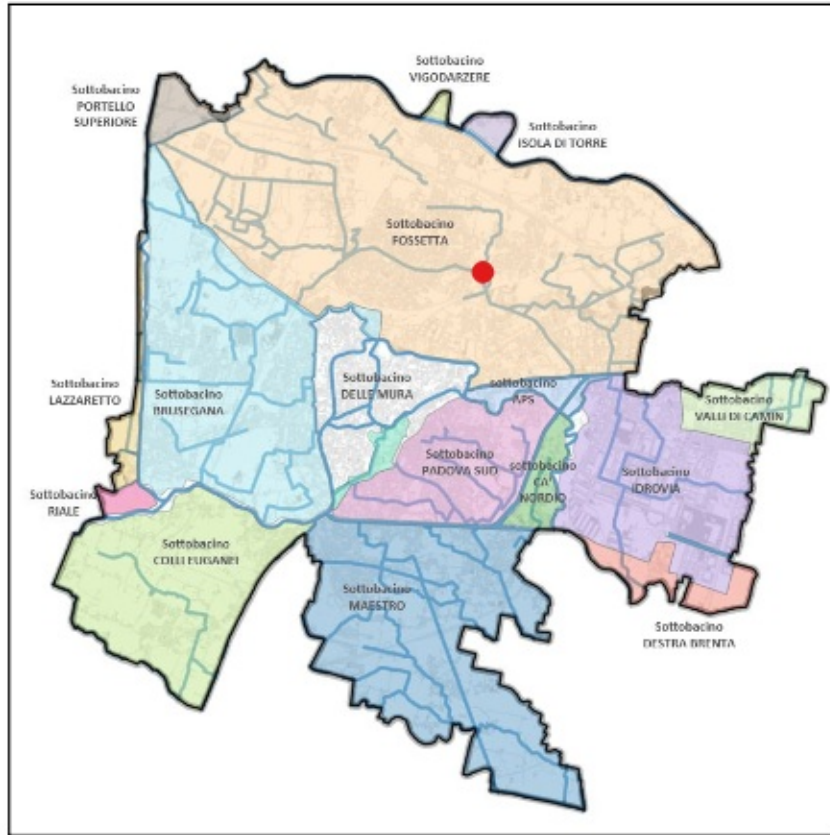 Sottobacino
VIGODARZERE
Sottobacino
PORTELLO
SUPERIORE
Sottobacino
ISOLA DI TORRE
Sottobacino
FOSSETTA
Sottobacino
LAZZARETTO
Sottobacino
BRUSEGANA
Sottobacino
DELLE MURA
sottobacino
APS
Sottobacino
VALLI DI CAMIN
Sottobacino
PADOVA SUD
sottobacino
CA'
NORDIO
Sottobacino
IDROVIA
Sottobacino
RIALE
Sottobacino
COLLI EUGANEI
Sottobacino
MAESTRO
Sottobacino
DESTRA BRENTA